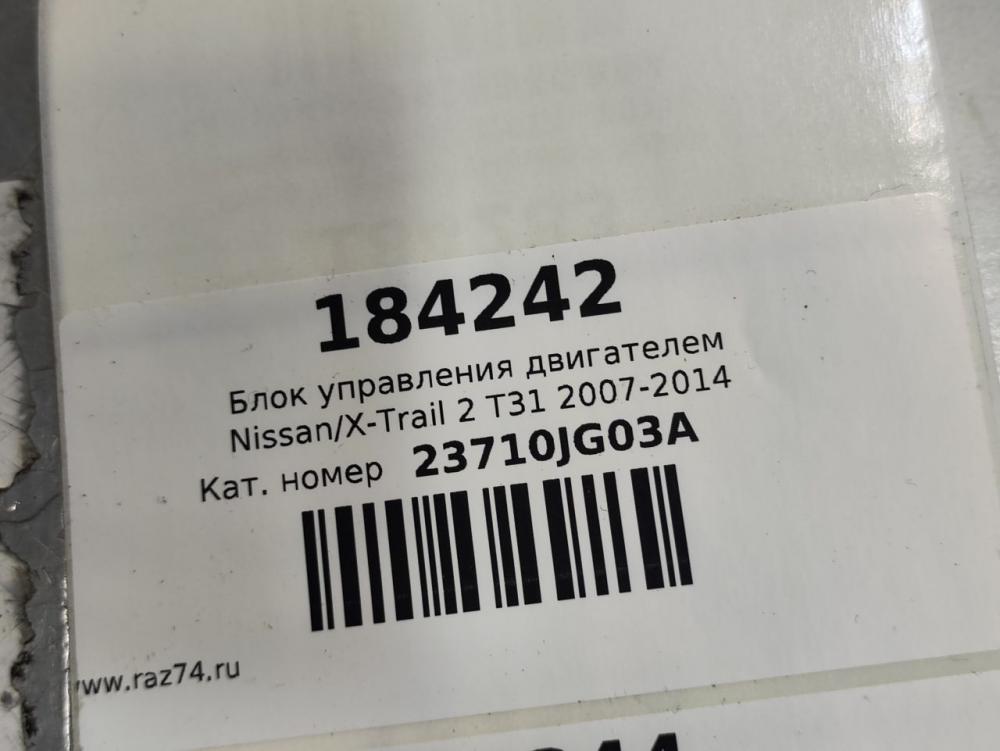 184242
Блок управления двигателем
Nissan/X-Trail 2 T31 2007-2014
Кат. номер 23710JG03A
www.raz74.ru